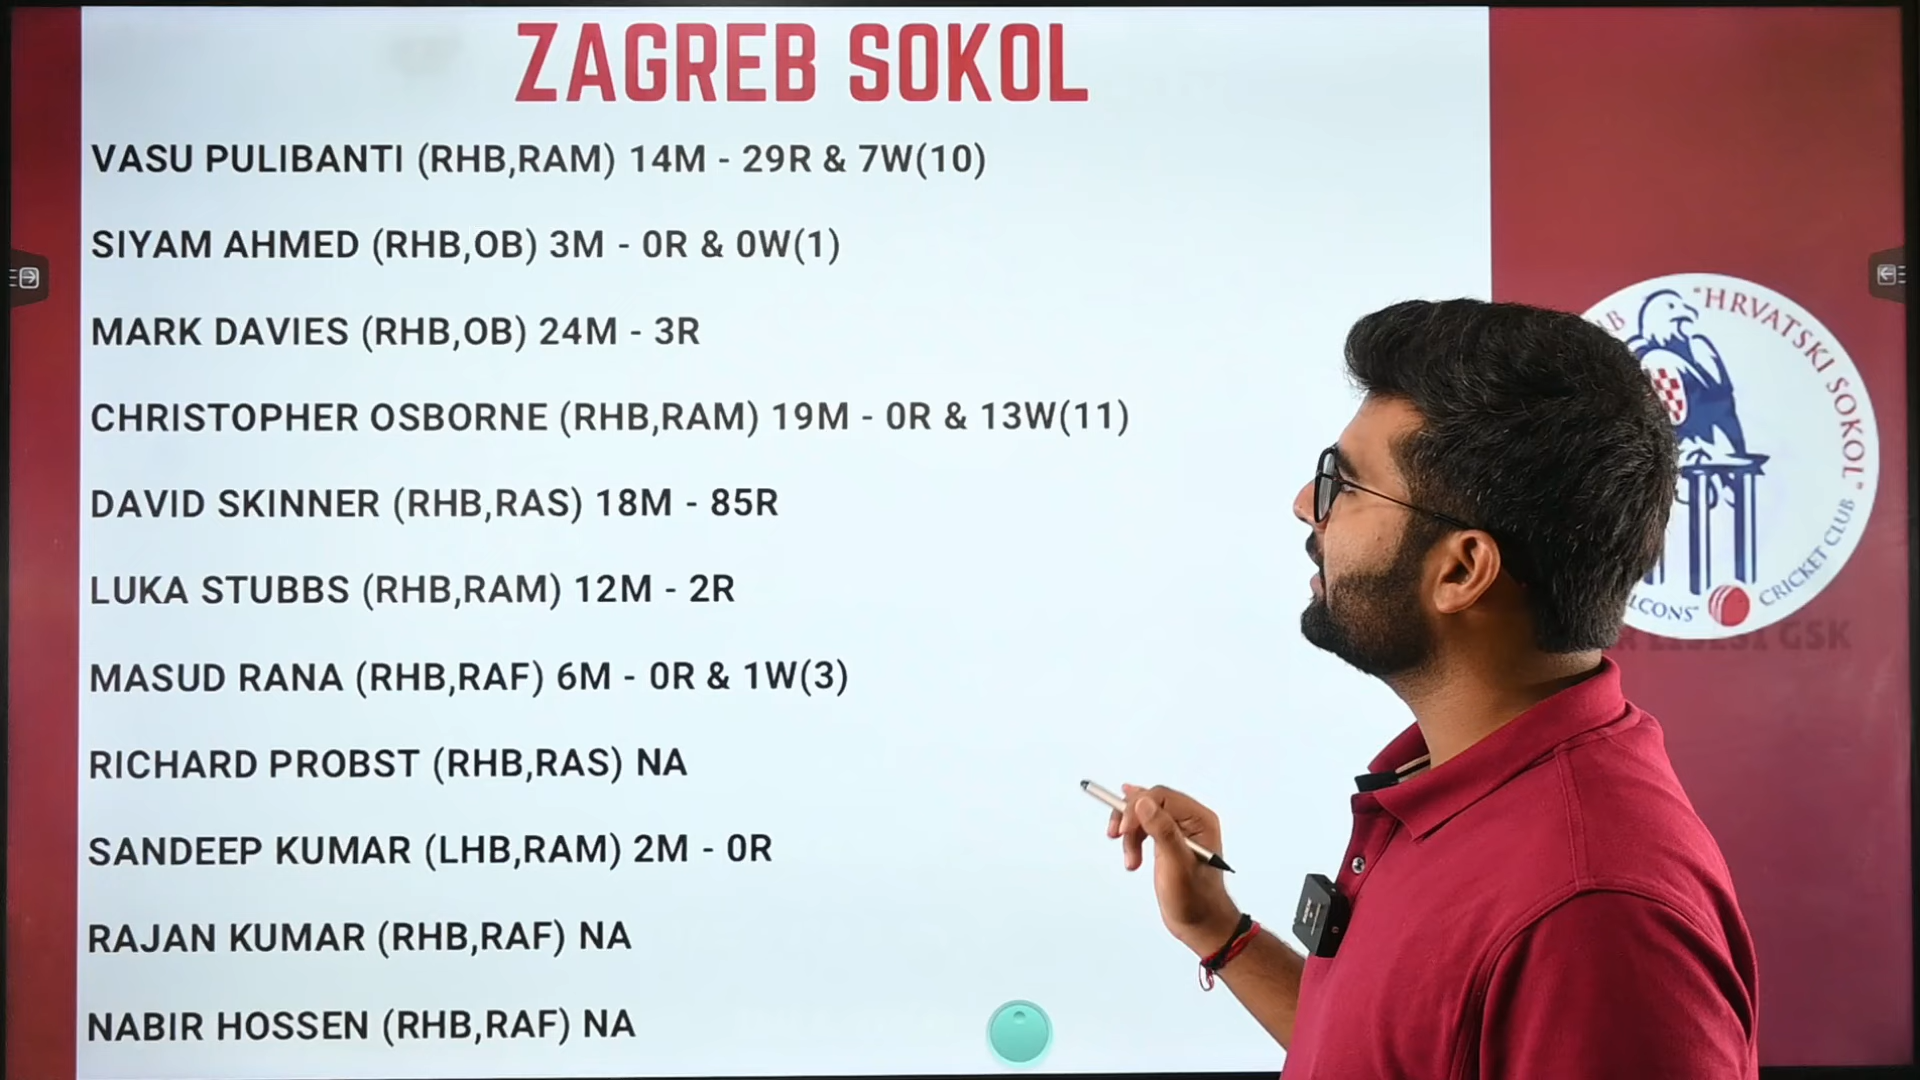 ZAGREB SOKOL
VASU PULIBANTI (RHB,RAM) 14M - 29R & 7W(10)
SIYAM AHMED (RHB,OB) 3M - 0R & 0W(1)
MARK DAVIES (RHB,OB) 24M - 3R
CHRISTOPHER OSBORNE (RHB,RAM) 19M - 0R & 13W(11)
DAVID SKINNER (RHB,RAS) 18M - 85R
LUKA STUBBS (RHB,RAM) 12M - 2R
MASUD RANA (RHB,RAF) 6M - 0R & 1W(3)
RICHARD PROBST (RHB,RAS) NA
SANDEEP KUMAR (LHB,RAM) 2M - 0R
RAJAN KUMAR (RHB,RAF) NA
NABIR HOSSEN (RHB,RAF) NA
"HRVATSKI SOKOL"
CRICKET CLUB
GSK